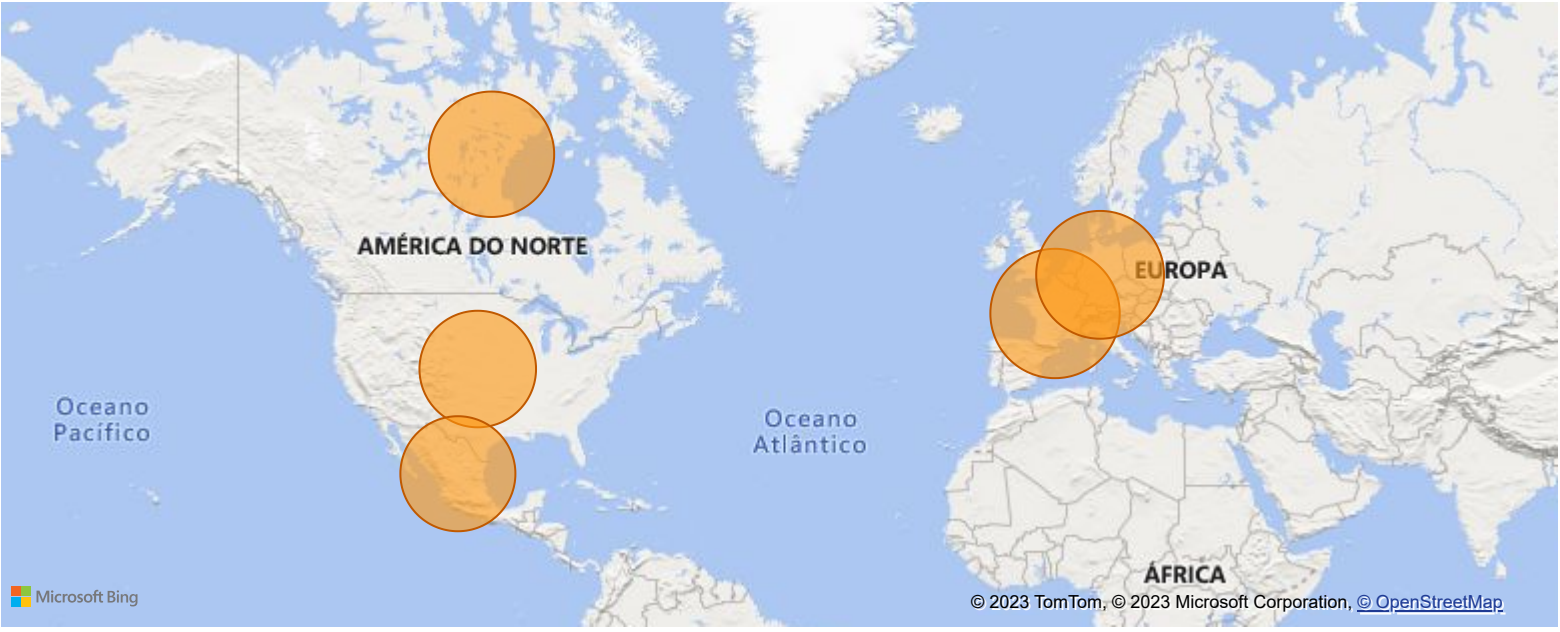 AMÉRICA DO NORTE
EUROPA
Oceano
Pacífico
Oceano
Atlântico
ÁFRICA
Microsoft Bing
© 2023 TomTom, © 2023 Microsoft Corporation, © OpenStreetMap